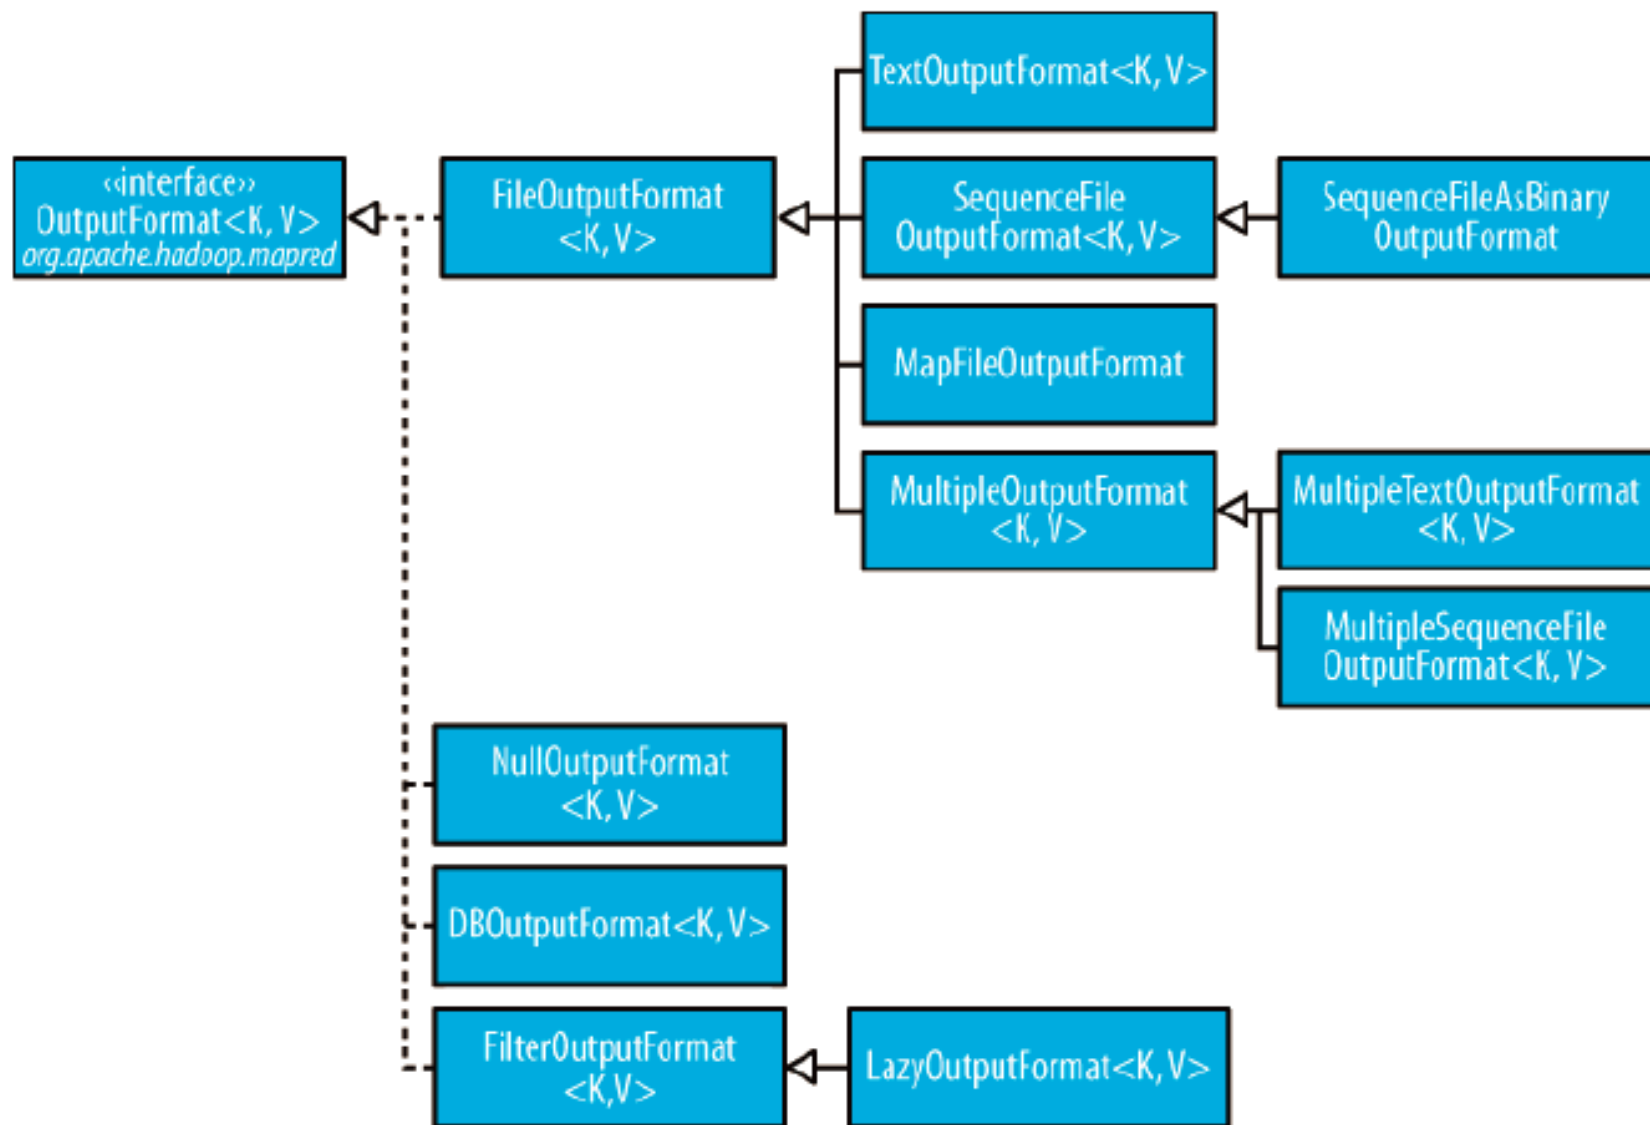 TextOutputFormat<K, V>
‹‹interface››
OutputFormat<K, V>
org.apache.hadoop.mapred
FileOutputFormat
<K, V>
SequenceFile
OutputFormat<K, V>
SequenceFileAsBinary
OutputFormat
MapFileOutputFormat
MultipleOutputFormat
<K, V>
MultipleTextOutputFormat
<K, V>
MultipleSequenceFile
OutputFormat<K, V>
NullOutputFormat
<K, V>
DBOutputFormat<K, V>
FilterOutputFormat
<K,V>
LazyOutputFormat<K, V>